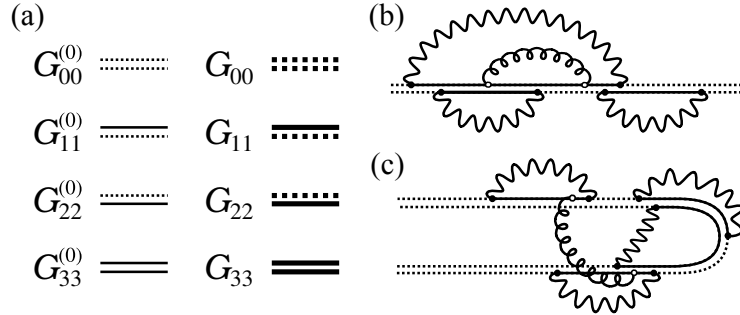 (a)
G_{00}^{(0)} G_{00}
G_{11}^{(0)} G_{11}
G_{22}^{(0)} G_{22}
G_{33}^{(0)} G_{33}
(b)
(c)